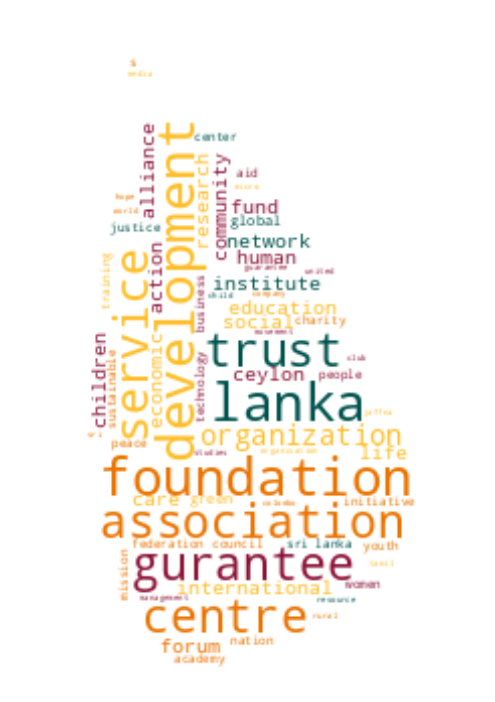 s
media
center
alliance
development
research
community
aid
micro
hope
world
fund
justice
global
network
action
human
guarantee
united
training
service
institute
business
child
company
education
social
charity
movement
children
sustainable
economic
technology
trust
club
ceylon
people
lanka
jaffna
sri
organization
peace
studies
organisation
life
foundation
care
green
colombo
initiative
association
federation
council
sri lanka
youth
mission
gurantee
tamil
international
women
management
resource
centre
rural
forum
nation
academy